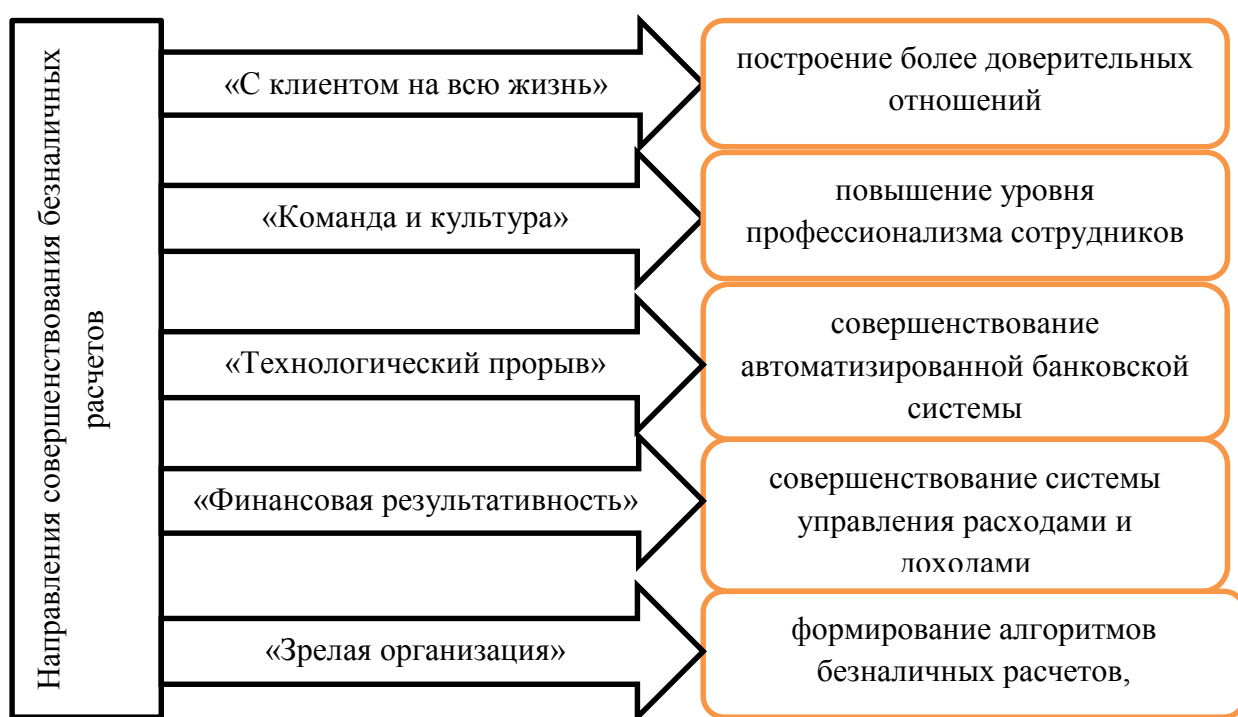 Направления совершенствования безналичных
расчетов
«С клиентом на всю жизнь»
построение более доверительных
отношений
«Команда и культура»
повышение уровня
профессионализма сотрудников
«Технологический прорыв»
совершенствование
автоматизированной банковской
системы
«Финансовая результативность»
совершенствование системы
управления расходами и
доходами
«Зрелая организация»
формирование алгоритмов
безналичных расчетов,